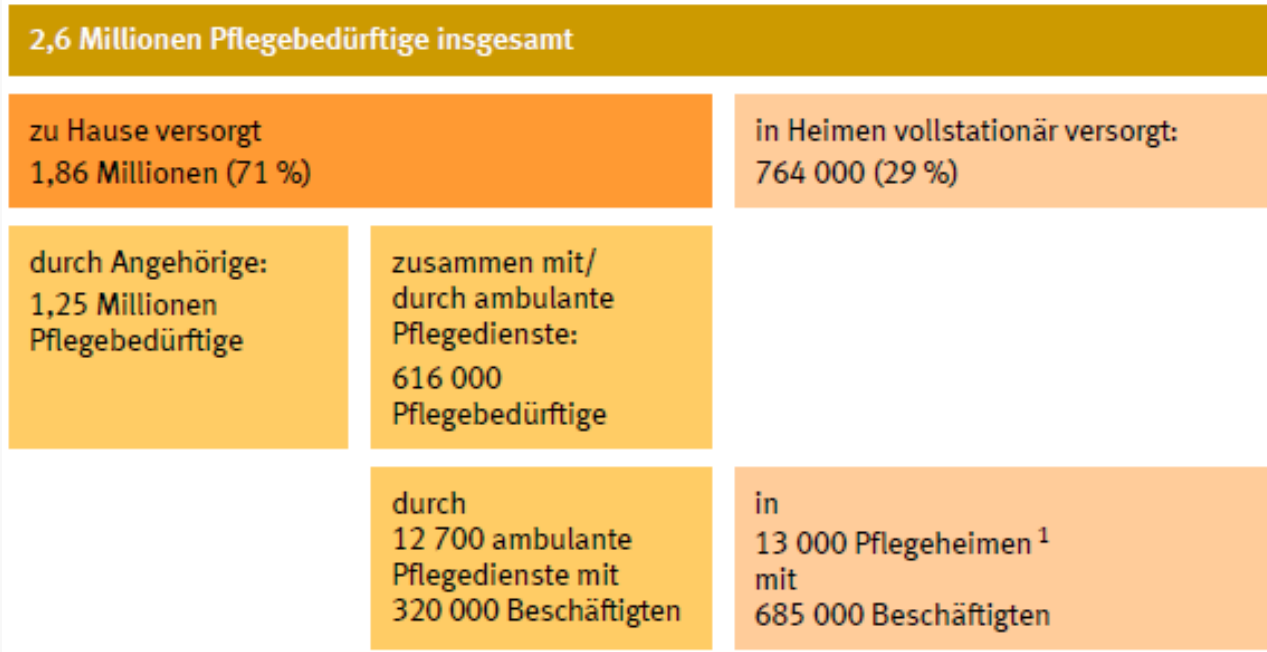 2,6 Millionen Pflegebedürftige insgesamt
zu Hause versorgt
1,86 Millionen (71 %)
in Heimen vollstationär versorgt:
764 000 (29 %)
durch Angehörige:
1,25 Millionen
Pflegebedürftige
zusammen mit/
durch ambulante
Pflegedienste:
616 000
Pflegebedürftige
durch
12 700 ambulante
Pflegedienste mit
320 000 Beschäftigten
in
13 000 Pflegeheimen ¹
mit
685 000 Beschäftigten